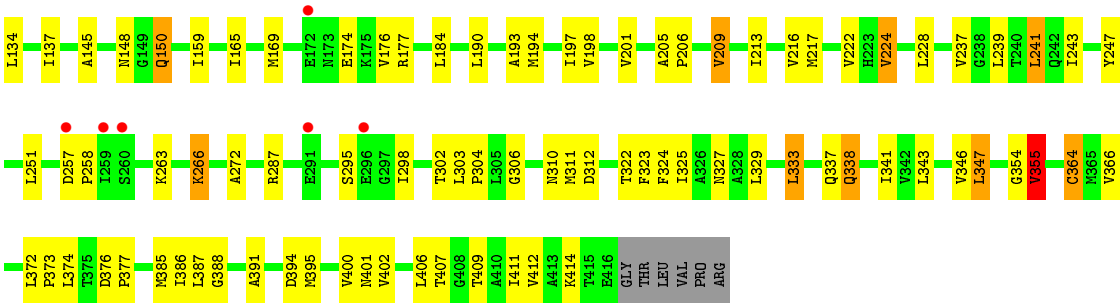 L134 I137 A145 N148 G149 Q150 I159 I165 M169 E172 N173 E174 K175 V176 R177 L184 L190 A193 M194 I197 V198 V201 A205 P206 V209 I213 V216 M217 V222 H223 V224 L228 V237 G238 L239 T240 L241 Q242 I243 Y247
L251 D257 P258 I259 S260 K263 K266 A272 R287 E291 S295 E296 G297 I298 T302 L303 P304 L305 G306 N310 M311 D312 T322 F323 F324 I325 A326 N327 A328 L329 L333 Q337 Q338 I341 V342 L343 V346 L347 G354 V355 C364 M365 V366
L372 P373 L374 T375 D376 P377 M385 I386 L387 G388 A391 D394 M395 V400 N401 V402 L406 T407 G408 T409 A410 I411 V412 A413 K414 T415 E416 GLY THR LEU VAL PRO ARG